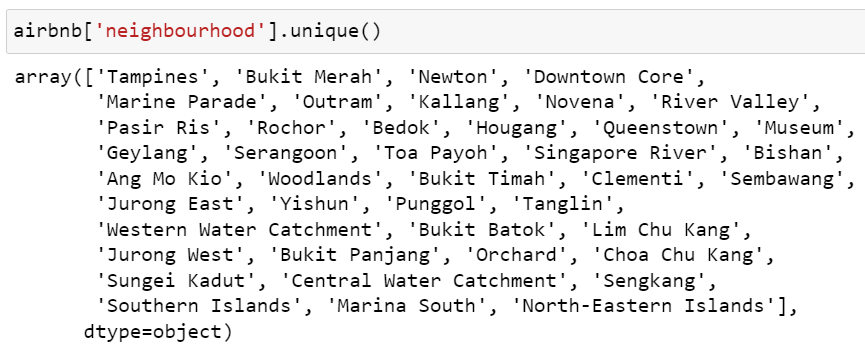 airbnb['neighbourhood'].unique()
array(['Tampines', 'Bukit Merah', 'Newton', 'Downtown Core',
'Marine Parade', 'Outram', 'Kallang', 'Novena', 'River Valley',
'Pasir Ris', 'Rochor', 'Bedok', 'Hougang', 'Queenstown', 'Museum',
'Geylang', 'Serangoon', 'Toa Payoh', 'Singapore River', 'Bishan',
'Ang Mo Kio', 'Woodlands', 'Bukit Timah', 'Clementi', 'Sembawang',
'Jurong East', 'Yishun', 'Punggol', 'Tanglin',
'Western Water Catchment', 'Bukit Batok', 'Lim Chu Kang',
'Jurong West', 'Bukit Panjang', 'Orchard', 'Choa Chu Kang',
'Sungei Kadut', 'Central Water Catchment', 'Sengkang',
'Southern Islands', 'Marina South', 'North-Eastern Islands'],
dtype=object)